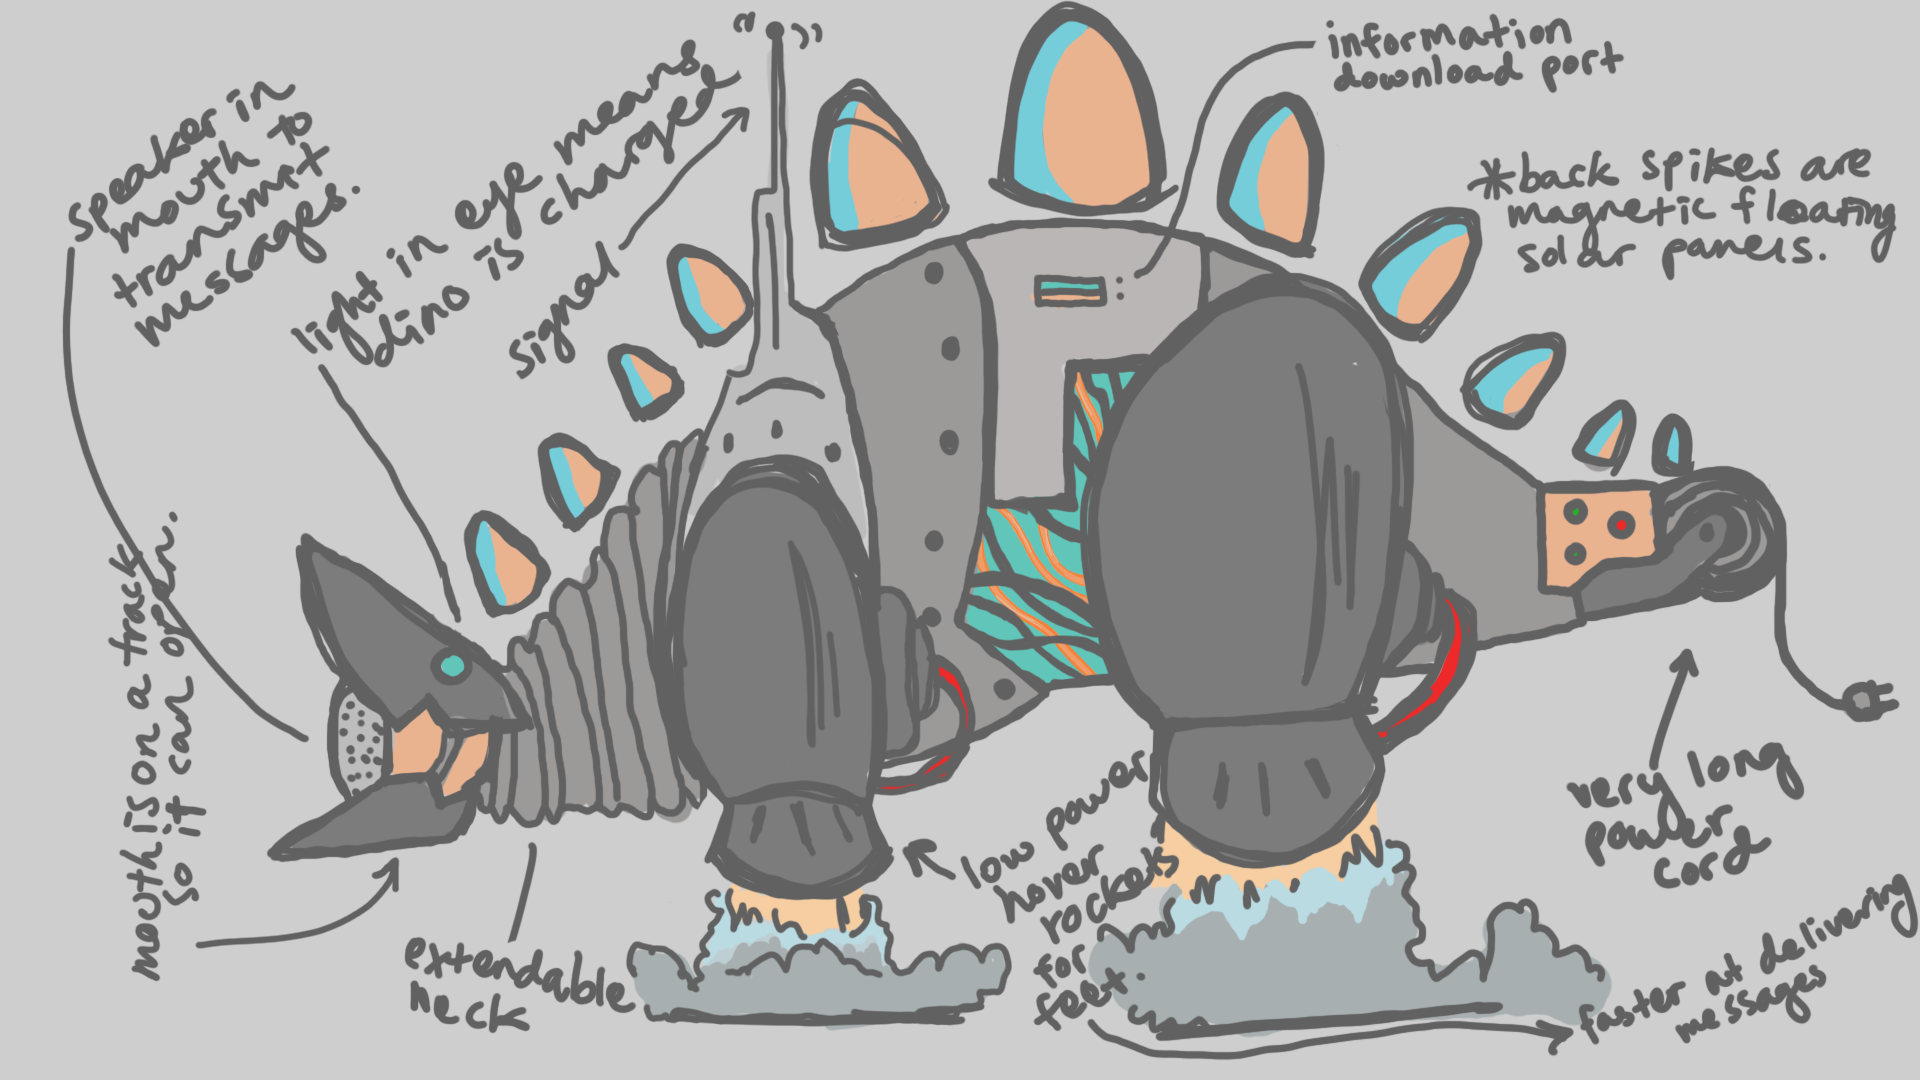 speaker in
mouth to
transmit
messages.
light in eye means
dino is charged
signal
information
download port
*back spikes are
magnetic floating
solar panels.
mouth is on a track
so it can open.
extendable
neck
low power
hover
rockets
for
feet.
very long
power
cord
faster at delivering
messages